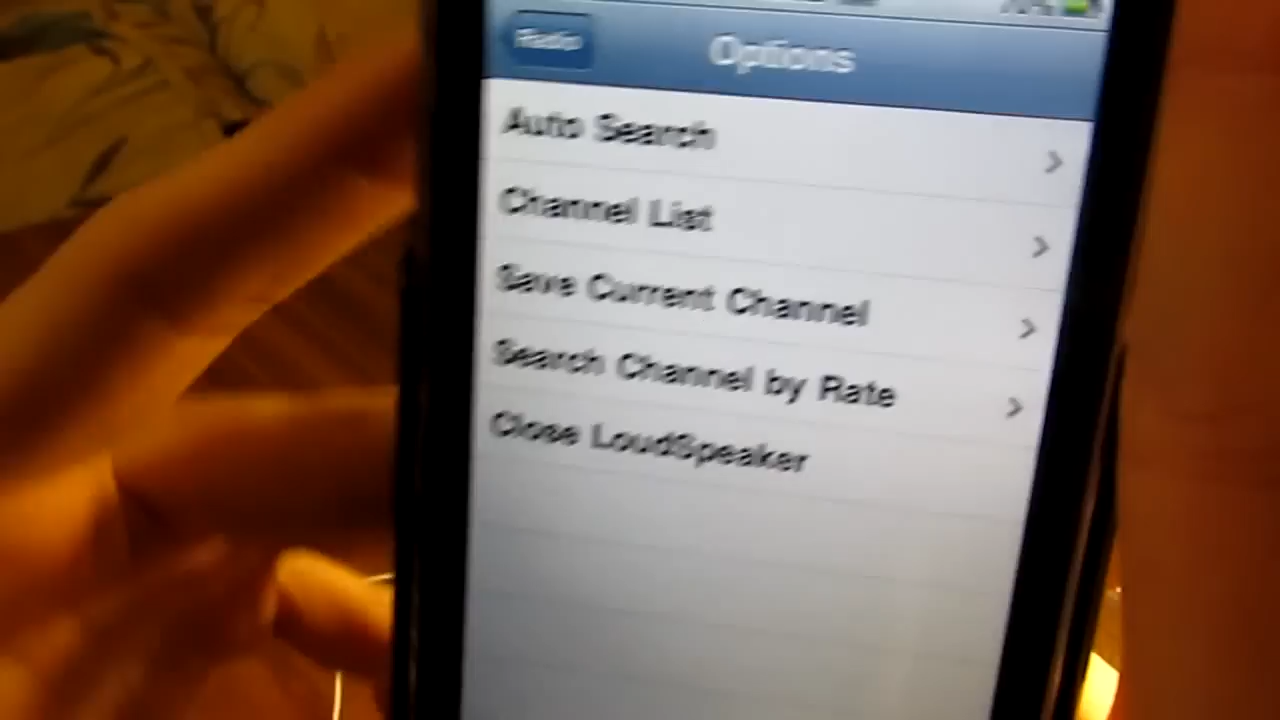 Radio
Options
Auto Search
Channel List
Save Current Channel
Search Channel by Rate
Close LoudSpeaker